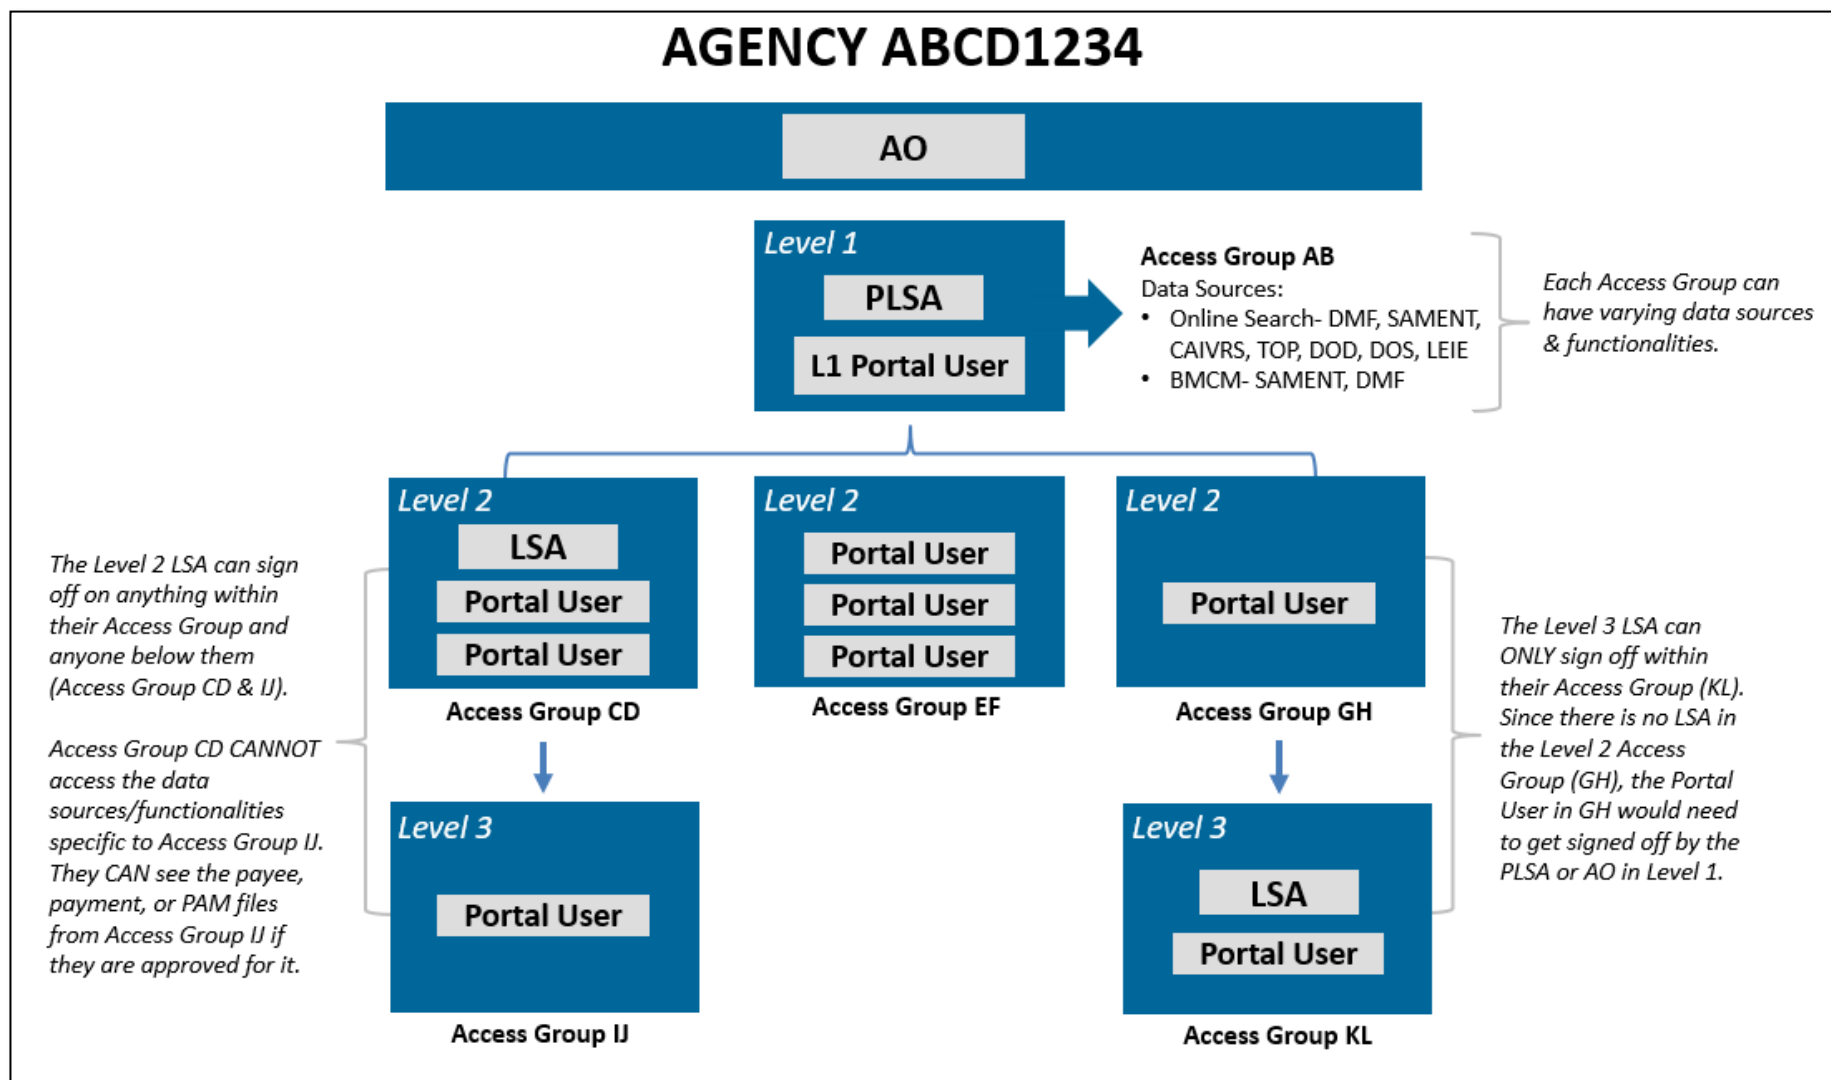 AGENCY ABCD1234
AO
Level 1
PLSA
L1 Portal User
Access Group AB
Data Sources:
• Online Search- DMF, SAMENT,
CAIVRS, TOP, DOD, DOS, LEIE
• BMCM- SAMENT, DMF
Each Access Group can
have varying data sources
& functionalities.
The Level 2 LSA can sign
off on anything within
their Access Group and
anyone below them
(Access Group CD & IJ).
Access Group CD CANNOT
access the data
sources/functionalities
specific to Access Group IJ.
They CAN see the payee,
payment, or PAM files
from Access Group IJ if
they are approved for it.
Level 2
LSA
Portal User
Portal User
Access Group CD
Level 2
Portal User
Portal User
Portal User
Access Group EF
Level 2
Portal User
Access Group GH
Level 3
Portal User
Access Group IJ
Level 3
LSA
Portal User
Access Group KL
The Level 3 LSA can
ONLY sign off within
their Access Group (KL).
Since there is no LSA in
the Level 2 Access
Group (GH), the Portal
User in GH would need
to get signed off by the
PLSA or AO in Level 1.